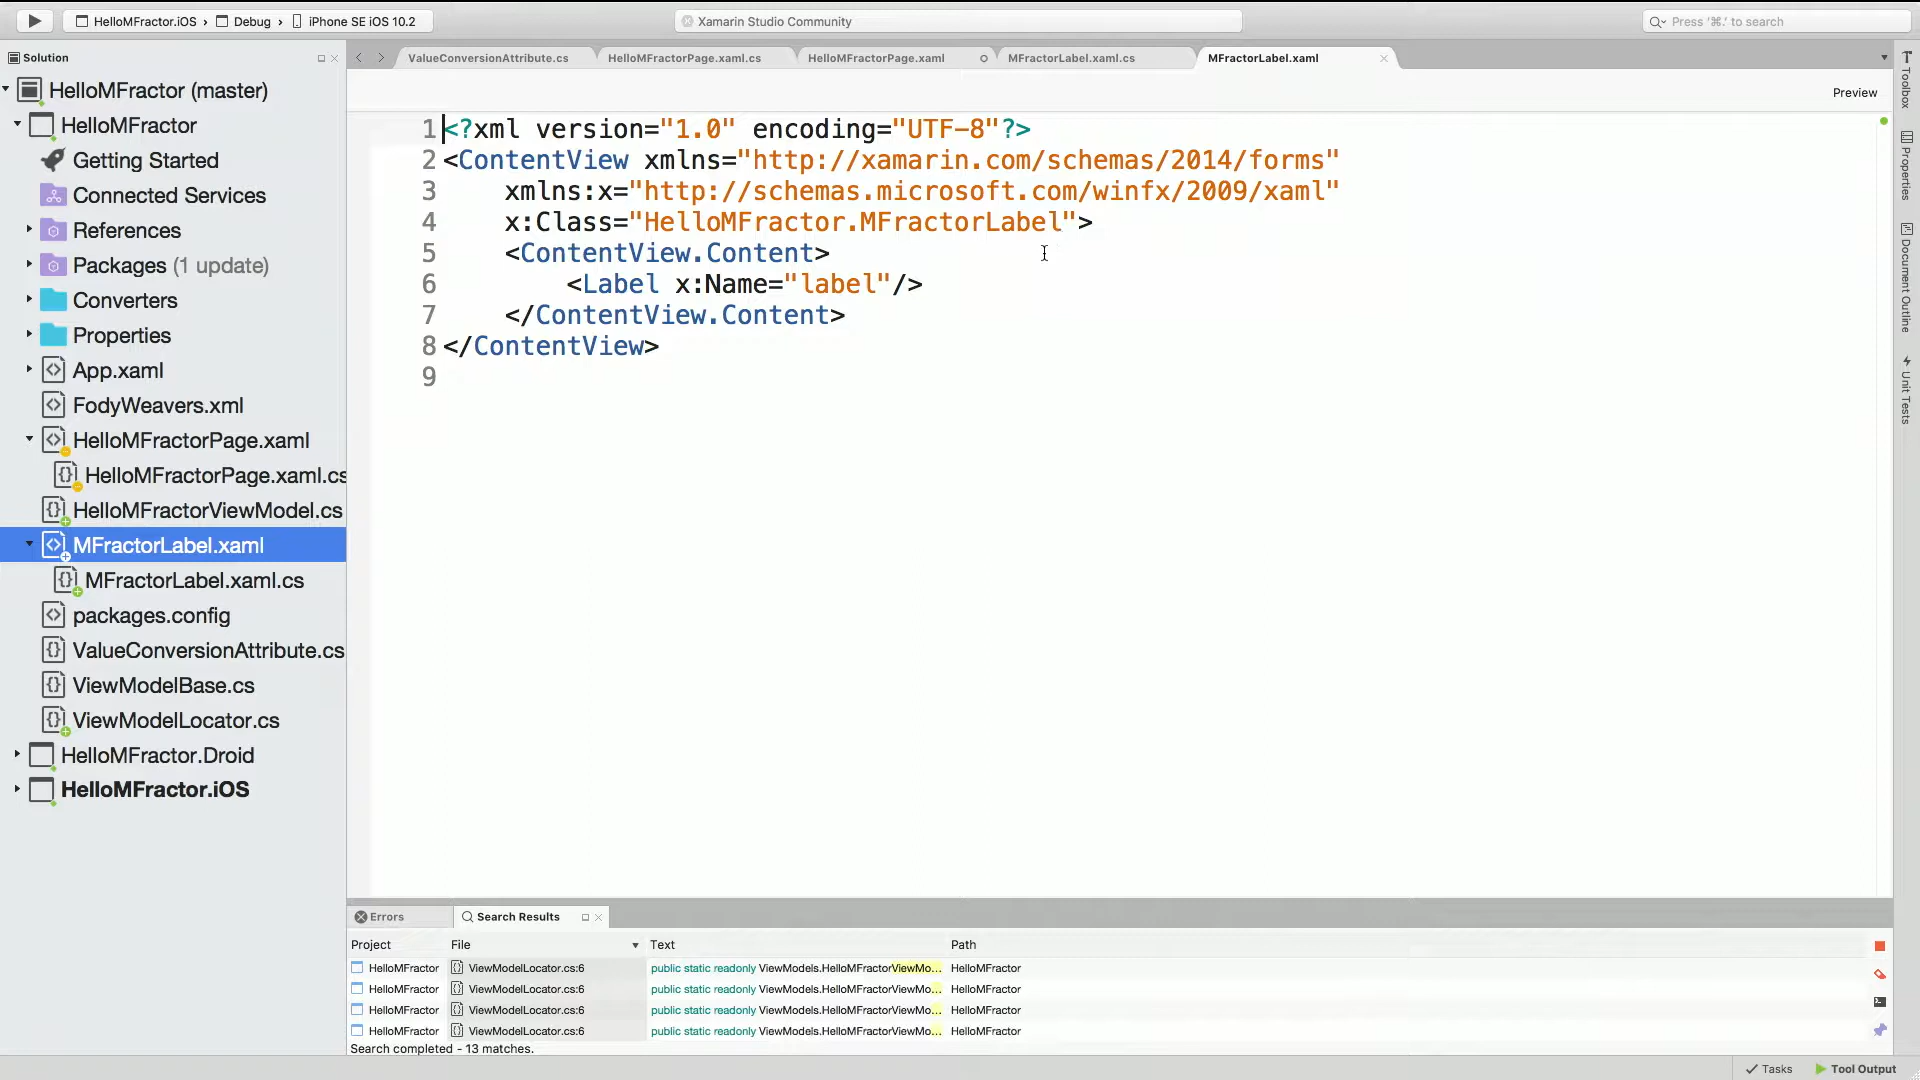 HelloMFractor.iOS › Debug › iPhone SE iOS 10.2
Xamarin Studio Community
Press '⌘.' to search
Solution
HelloMFractor (master)
HelloMFractor
Getting Started
Connected Services
References
Packages (1 update)
Converters
Properties
App.xaml
FodyWeavers.xml
HelloMFractorPage.xaml
HelloMFractorPage.xaml.cs
HelloMFractorViewModel.cs
MFractorLabel.xaml
MFractorLabel.xaml.cs
packages.config
ValueConversionAttribute.cs
ViewModelBase.cs
ViewModelLocator.cs
HelloMFractor.Droid
HelloMFractor.iOS
ValueConversionAttribute.cs HelloMFractorPage.xaml.cs HelloMFractorPage.xaml MFractorLabel.xaml.cs MFractorLabel.xaml
Preview
1 <?xml version="1.0" encoding="UTF-8"?>
2 <ContentView xmlns="http://xamarin.com/schemas/2014/forms"
3 xmlns:x="http://schemas.microsoft.com/winfx/2009/xaml"
4 x:Class="HelloMFractor.MFractorLabel">
5 <ContentView.Content>
6 <Label x:Name="label"/>
7 </ContentView.Content>
8 </ContentView>
9
Toolbox
Properties
Document Outline
Unit Tests
Errors Search Results
Project File Text Path
HelloMFractor ViewModelLocator.cs:6 public static readonly ViewModels.HelloMFractorViewMo... HelloMFractor
HelloMFractor ViewModelLocator.cs:6 public static readonly ViewModels.HelloMFractorViewMo... HelloMFractor
HelloMFractor ViewModelLocator.cs:6 public static readonly ViewModels.HelloMFractorViewMo... HelloMFractor
HelloMFractor ViewModelLocator.cs:6 public static readonly ViewModels.HelloMFractorViewMo... HelloMFractor
Search completed - 13 matches.
Tasks Tool Output